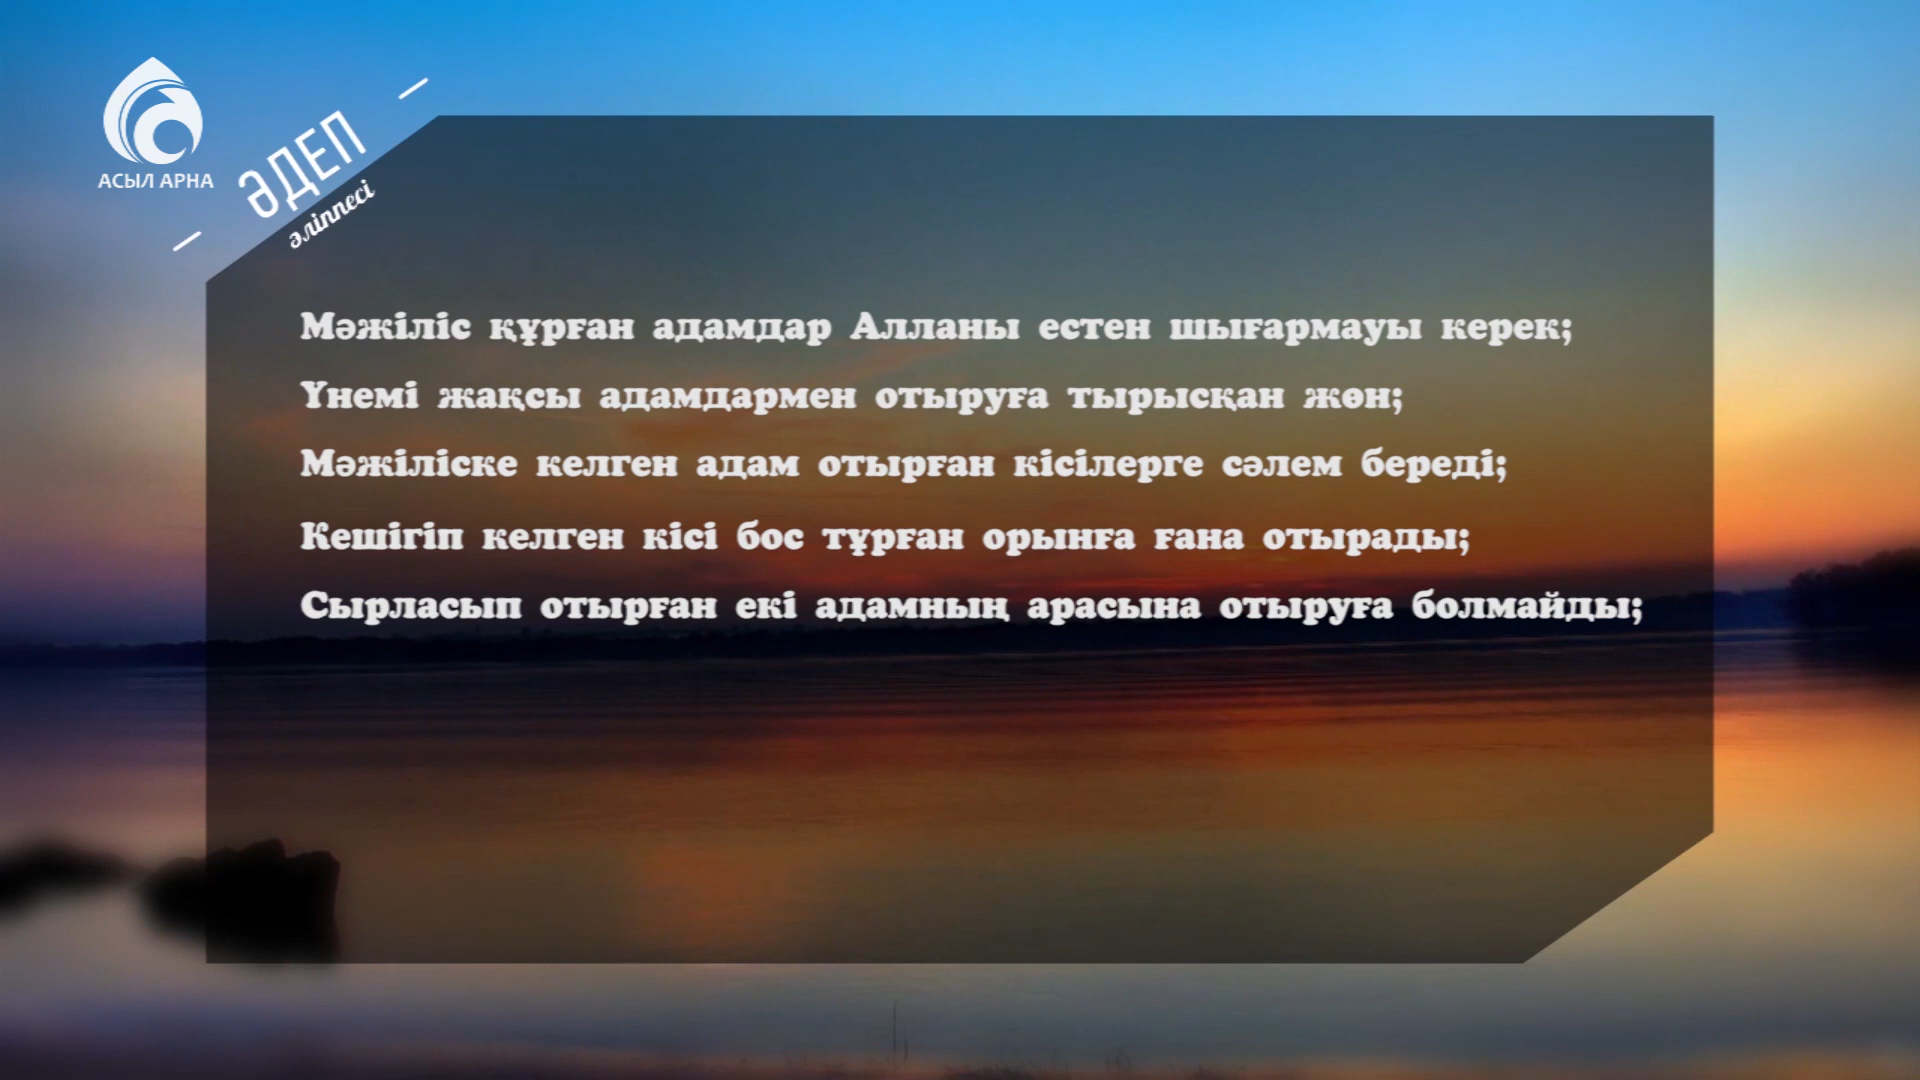 АСЫЛ АРНА
ӘДЕП
әліппесі
Мәжіліс құрған адамдар Алланы естен шығармауы керек;
Үнемі жақсы адамдармен отыруға тырысқан жөн;
Мәжіліске келген адам отырған кісілерге сәлем береді;
Кешігіп келген кісі бос тұрған орынға ғана отырады;
Сырласып отырған екі адамның арасына отыруға болмайды;